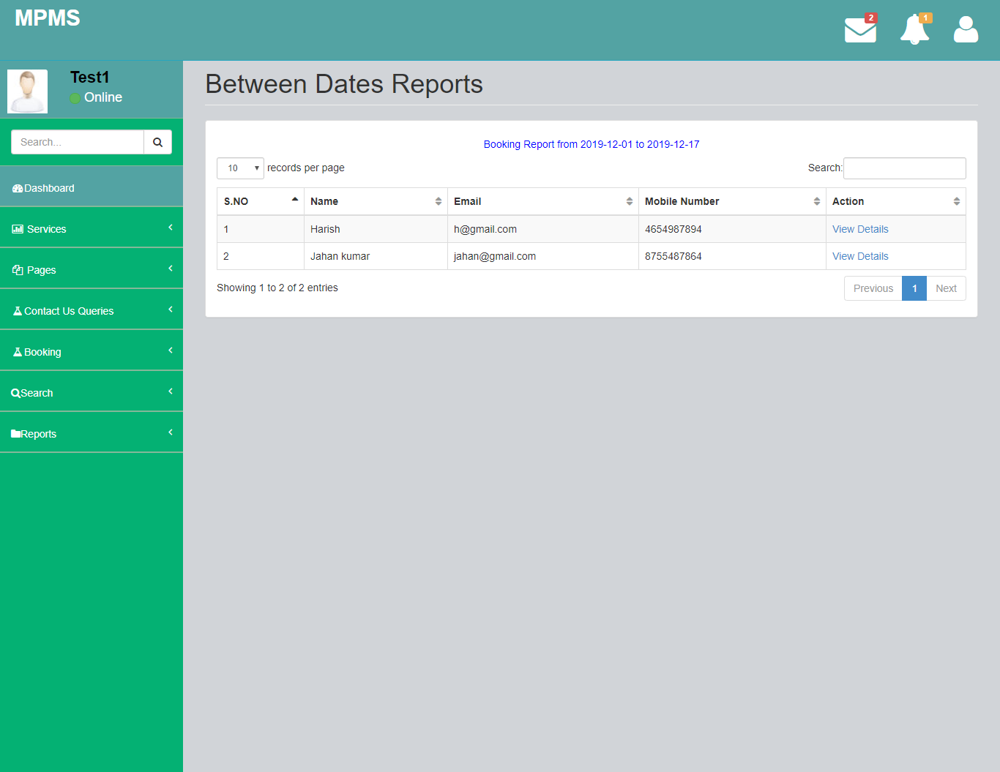 MPMS
2
1
Test1
Online
Search...
Dashboard
Services
Pages
Contact Us Queries
Booking
Search
Reports
Between Dates Reports
Booking Report from 2019-12-01 to 2019-12-17
10 records per page Search:
S.NO Name Email Mobile Number Action
1 Harish h@gmail.com 4654987894 View Details
2 Jahan kumar jahan@gmail.com 8755487864 View Details
Showing 1 to 2 of 2 entries Previous 1 Next